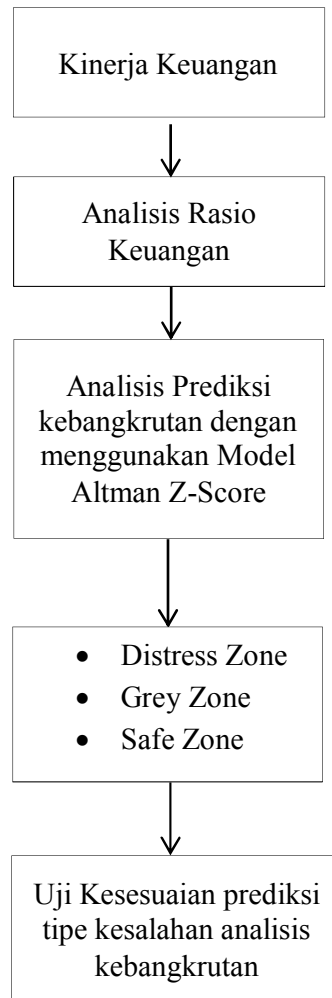 Kinerja Keuangan
Analisis Rasio
Keuangan
Analisis Prediksi
kebangkrutan dengan
menggunakan Model
Altman Z-Score
• Distress Zone
• Grey Zone
• Safe Zone
Uji Kesesuaian prediksi
tipe kesalahan analisis
kebangkrutan